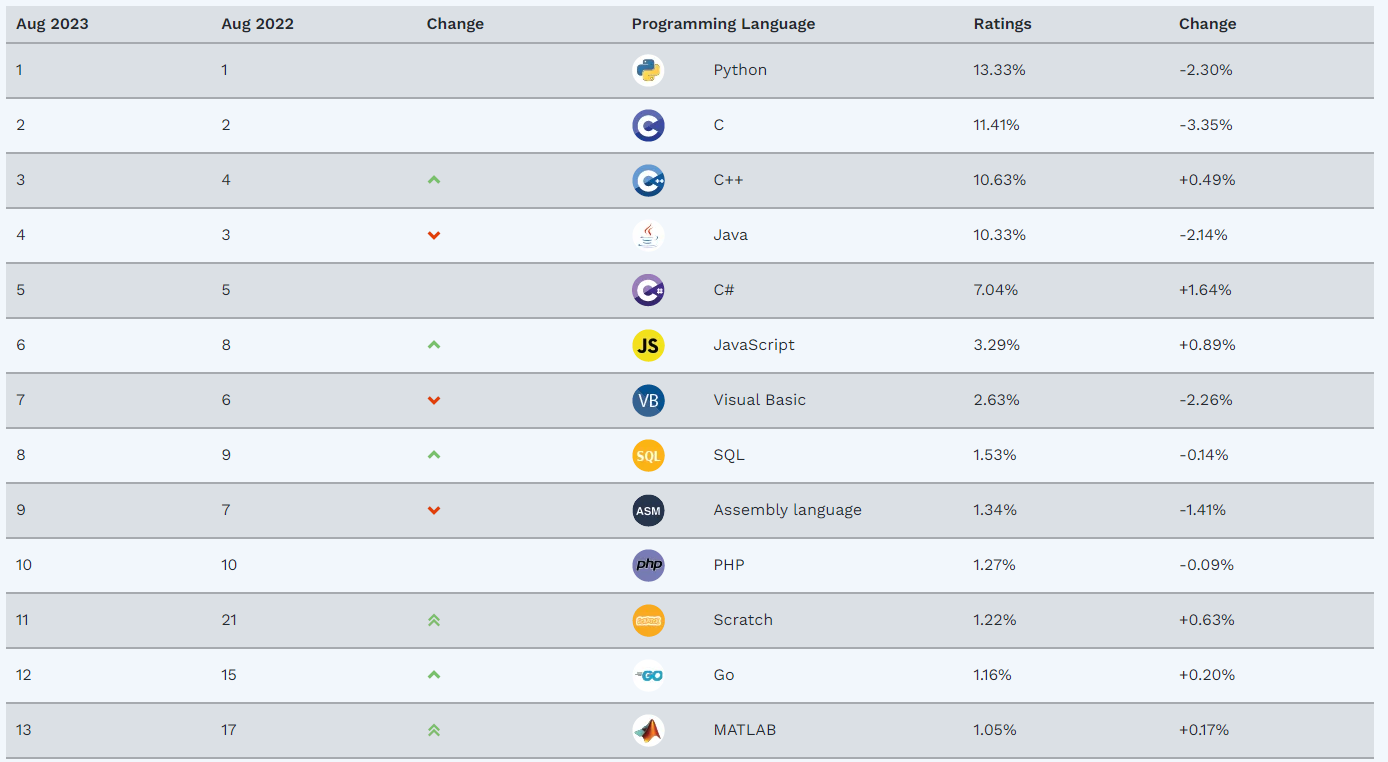 Aug 2023 Aug 2022 Change Programming Language Ratings Change
1 1 Python 13.33% -2.30%
2 2 C 11.41% -3.35%
3 4 C++ 10.63% +0.49%
4 3 Java 10.33% -2.14%
5 5 C# 7.04% +1.64%
6 8 JS JavaScript 3.29% +0.89%
7 6 VB Visual Basic 2.63% -2.26%
8 9 SQL SQL 1.53% -0.14%
9 7 ASM Assembly language 1.34% -1.41%
10 10 php PHP 1.27% -0.09%
11 21 Scratch 1.22% +0.63%
12 15 GO Go 1.16% +0.20%
13 17 MATLAB 1.05% +0.17%